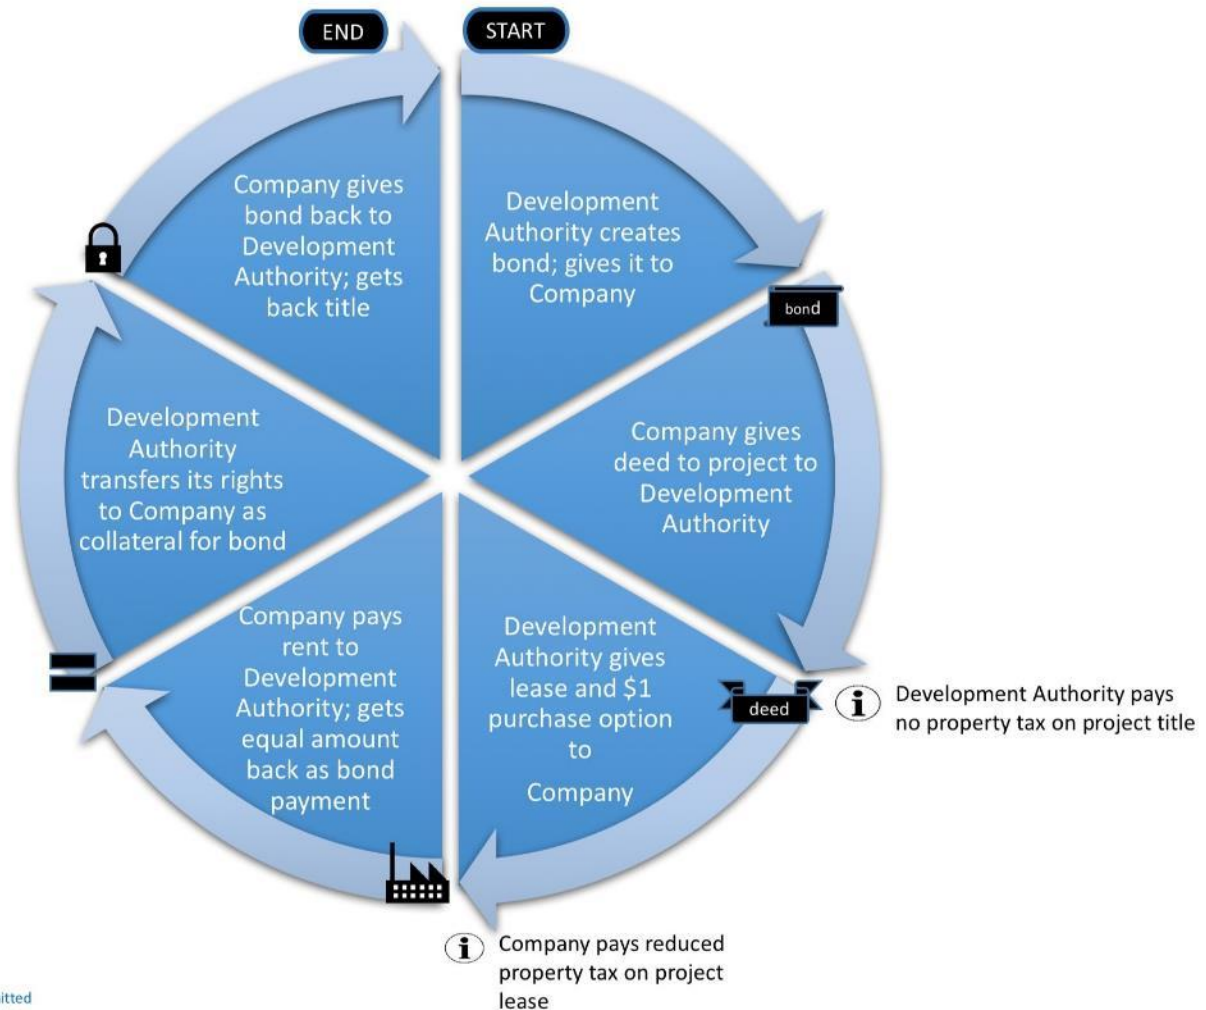 END
START
Development
Authority creates
bond; gives it to
Company
bond
Company gives
deed to project to
Development
Authority
deed
Development Authority pays
no property tax on project title
Development
Authority gives
lease and $1
purchase option
to
Company
Company pays reduced
property tax on project
lease
Company pays
rent to
Development
Authority; gets
equal amount
back as bond
payment
Development
Authority
transfers its rights
to Company as
collateral for bond
Company gives
bond back to
Development
Authority; gets
back title